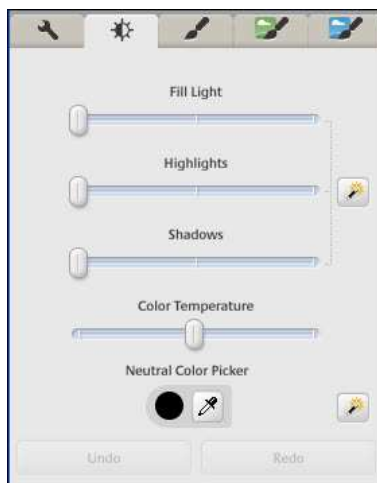 Fill Light
Highlights
Shadows
Color Temperature
Neutral Color Picker
Undo
Redo